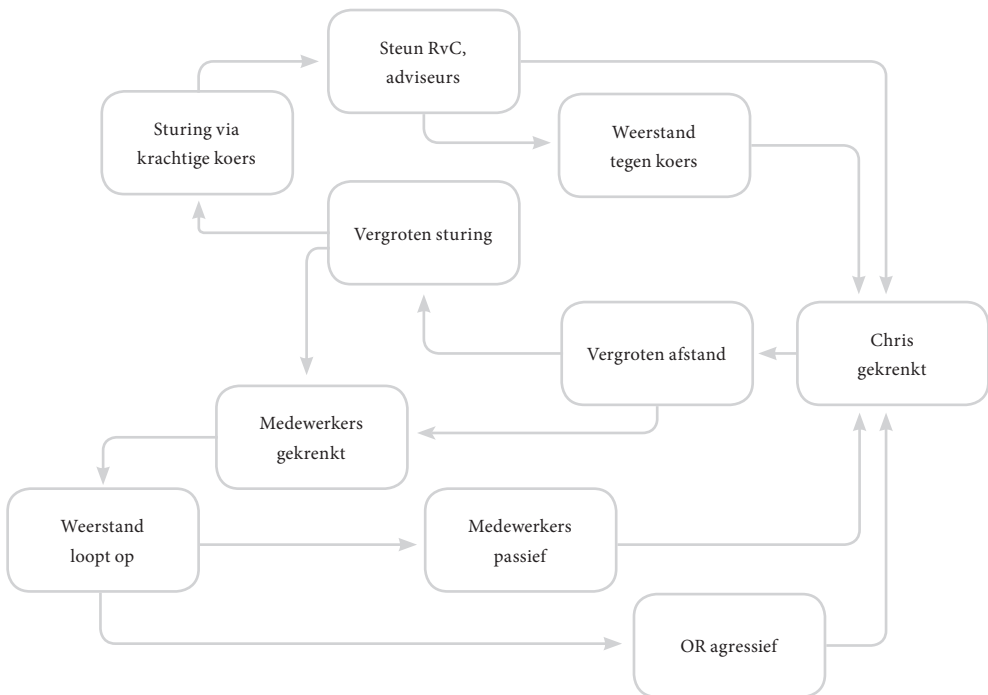 Steun RvC,
adviseurs
Sturing via
krachtige koers
Weerstand
tegen koers
Vergroten sturing
Vergroten afstand
Chris
gekrenkt
Medewerkers
gekrenkt
Weerstand
loopt op
Medewerkers
passief
OR agressief